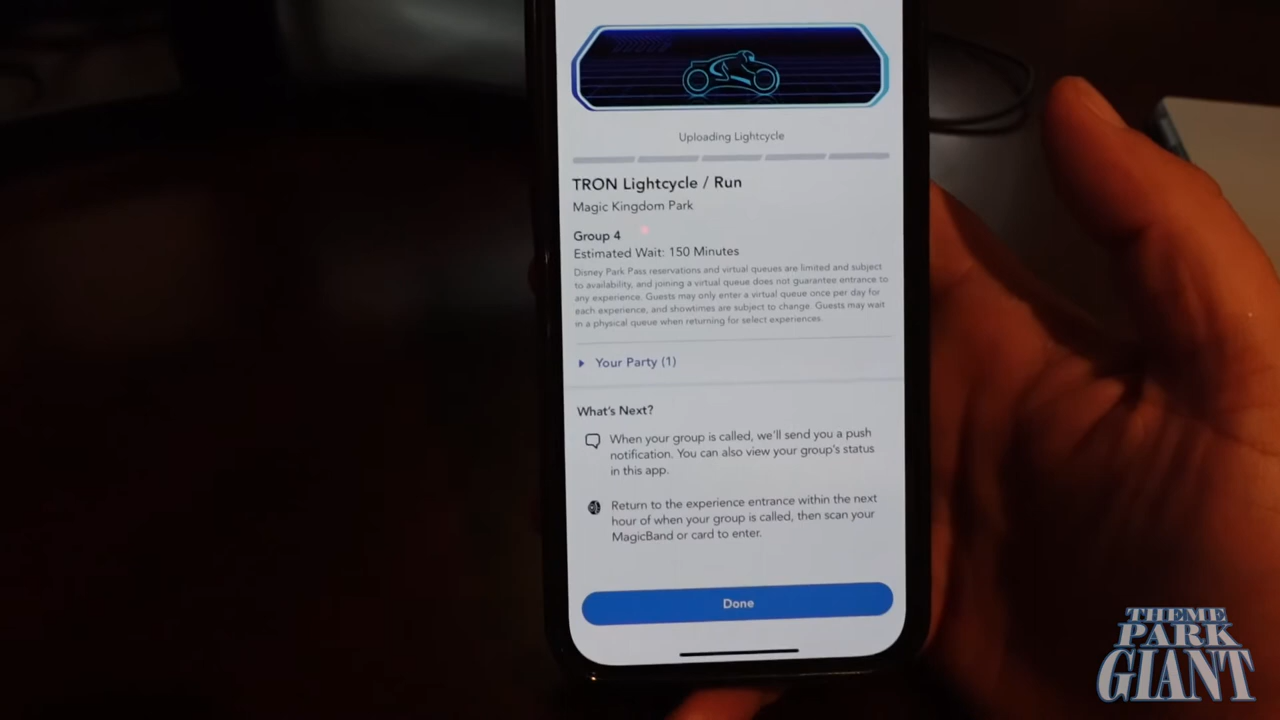 Uploading Lightcycle
TRON Lightcycle / Run
Magic Kingdom Park
Group 4
Estimated Wait: 150 Minutes
Disney Park Pass reservations and virtual queues are limited and subject
to availability, and joining a virtual queue does not guarantee entrance to
any experience. Guests may only enter a virtual queue once per day for
each experience, and showtimes are subject to change. Guests may wait
in a physical queue when returning for select experiences.
Your Party (1)
What's Next?
When your group is called, we'll send you a push
notification. You can also view your group's status
in this app.
Return to the experience entrance within the next
hour of when your group is called, then scan your
MagicBand or card to enter.
Done
THEME
PARK
GIANT